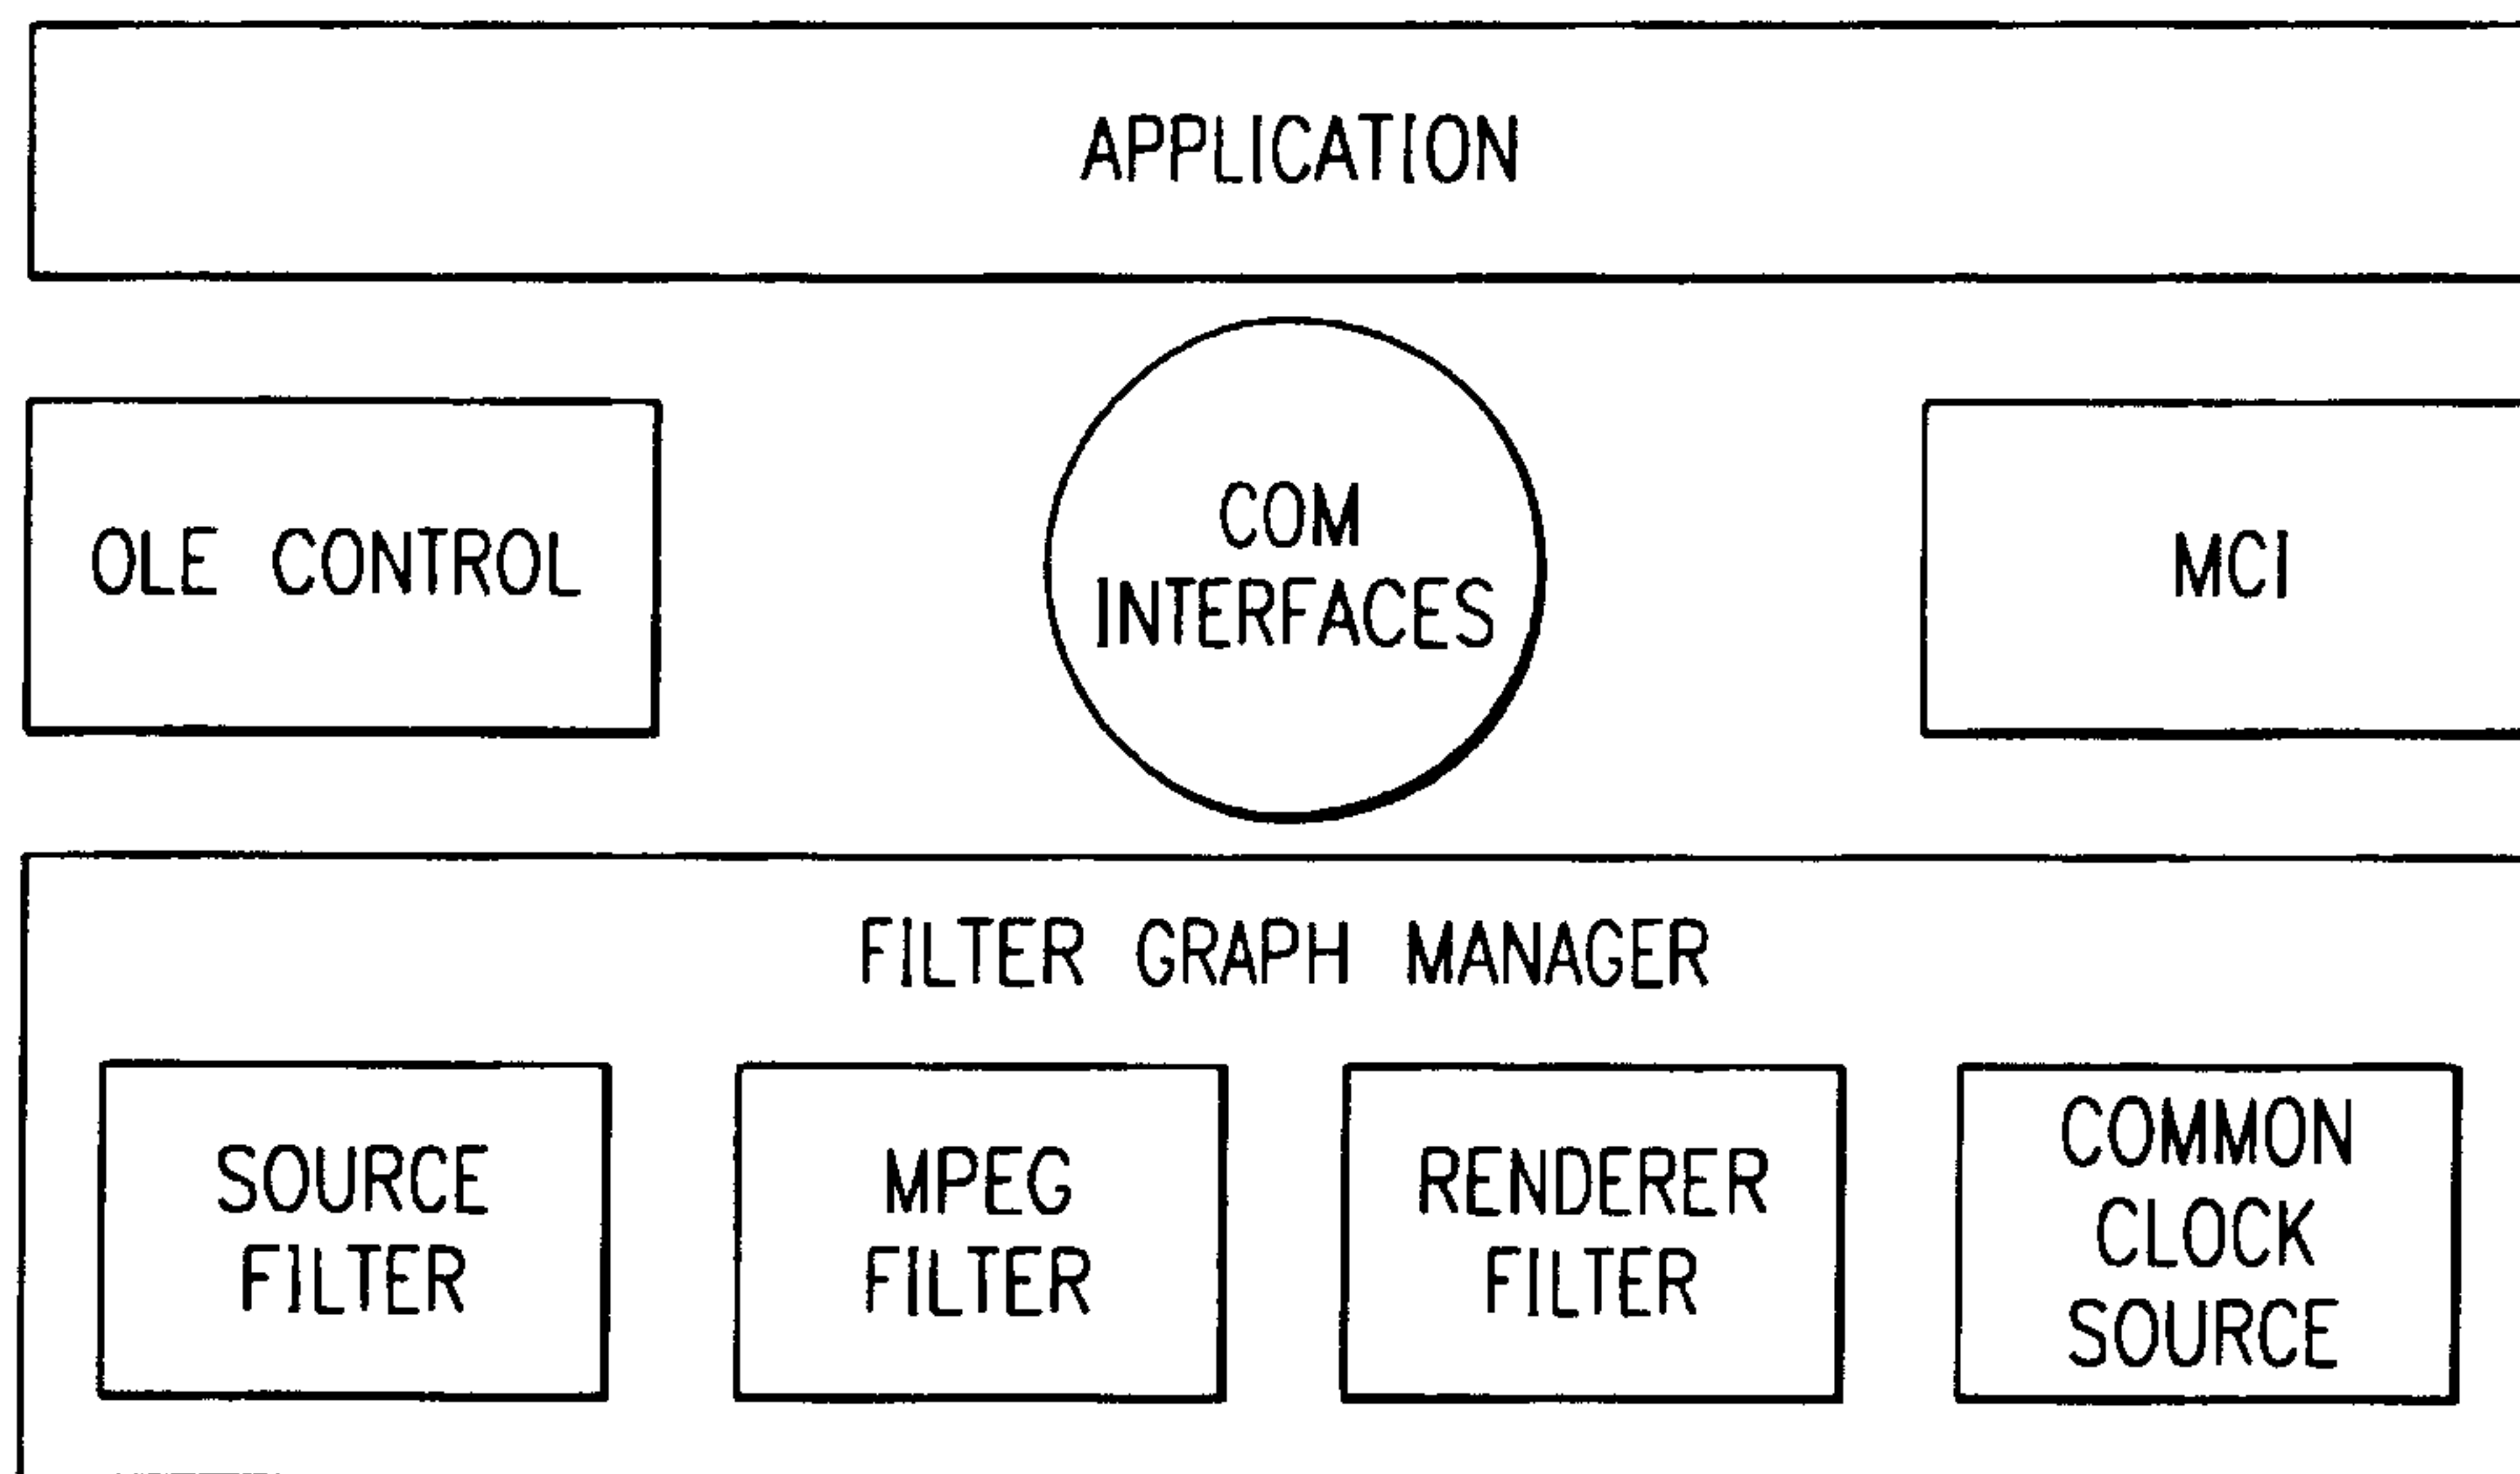 APPLICATION
OLE CONTROL
COM
INTERFACES
MCI
FILTER GRAPH MANAGER
SOURCE
FILTER
MPEG
FILTER
RENDERER
FILTER
COMMON
CLOCK
SOURCE